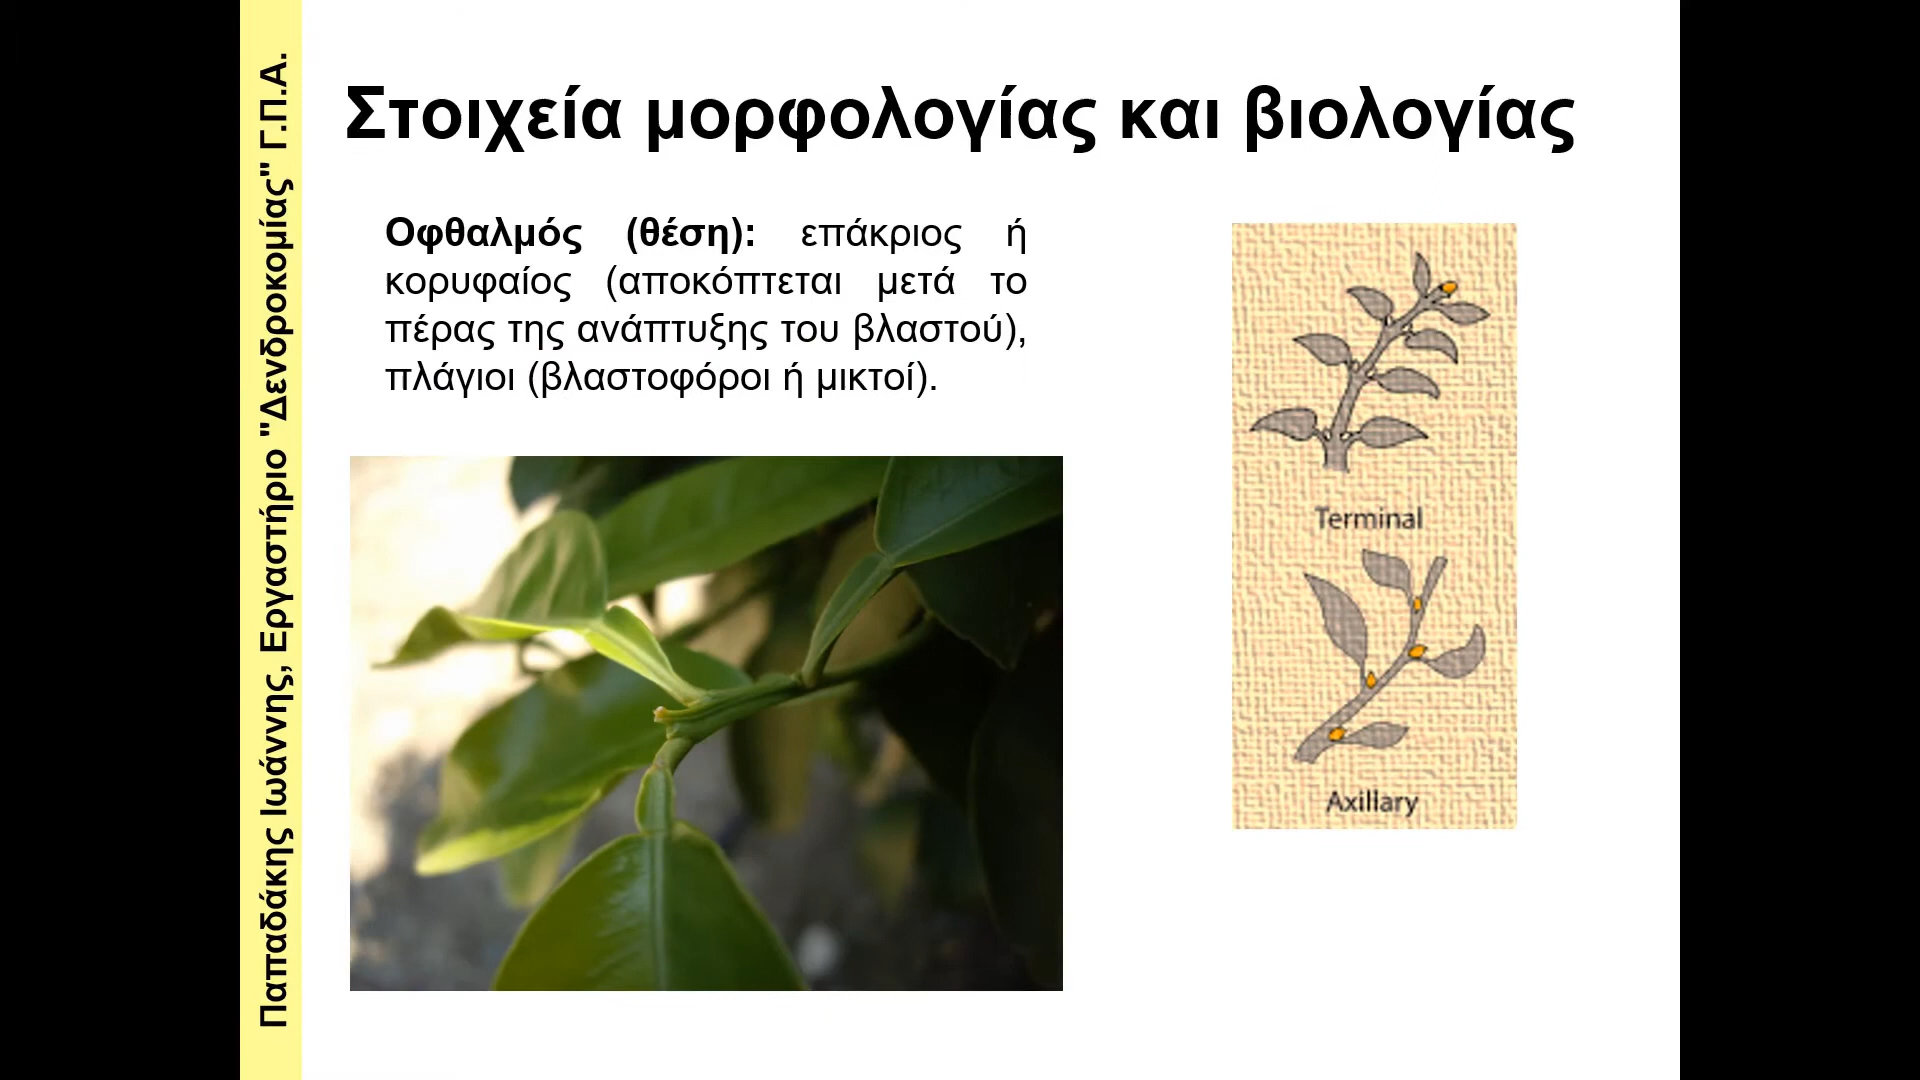 Παπαδάκης Ιωάννης, Εργαστήριο "Δενδροκομίας" Γ.Π.Α.
Στοιχεία μορφολογίας και βιολογίας
Οφθαλμός (θέση): επάκριος ή
κορυφαίος (αποκόπτεται μετά το
πέρας της ανάπτυξης του βλαστού),
πλάγιοι (βλαστοφόροι ή μικτοί).
Terminal
Axillary